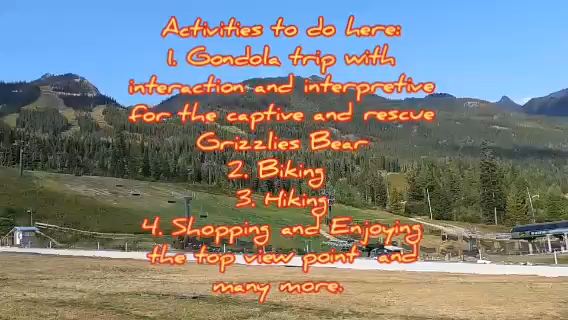 Activities to do here:
1. Gondola trip with
interaction and interpretive
for the captive and rescue
Grizzlies Bear
2. Biking
3. Hiking
4. Shopping and Enjoying
the top view point and
many more.